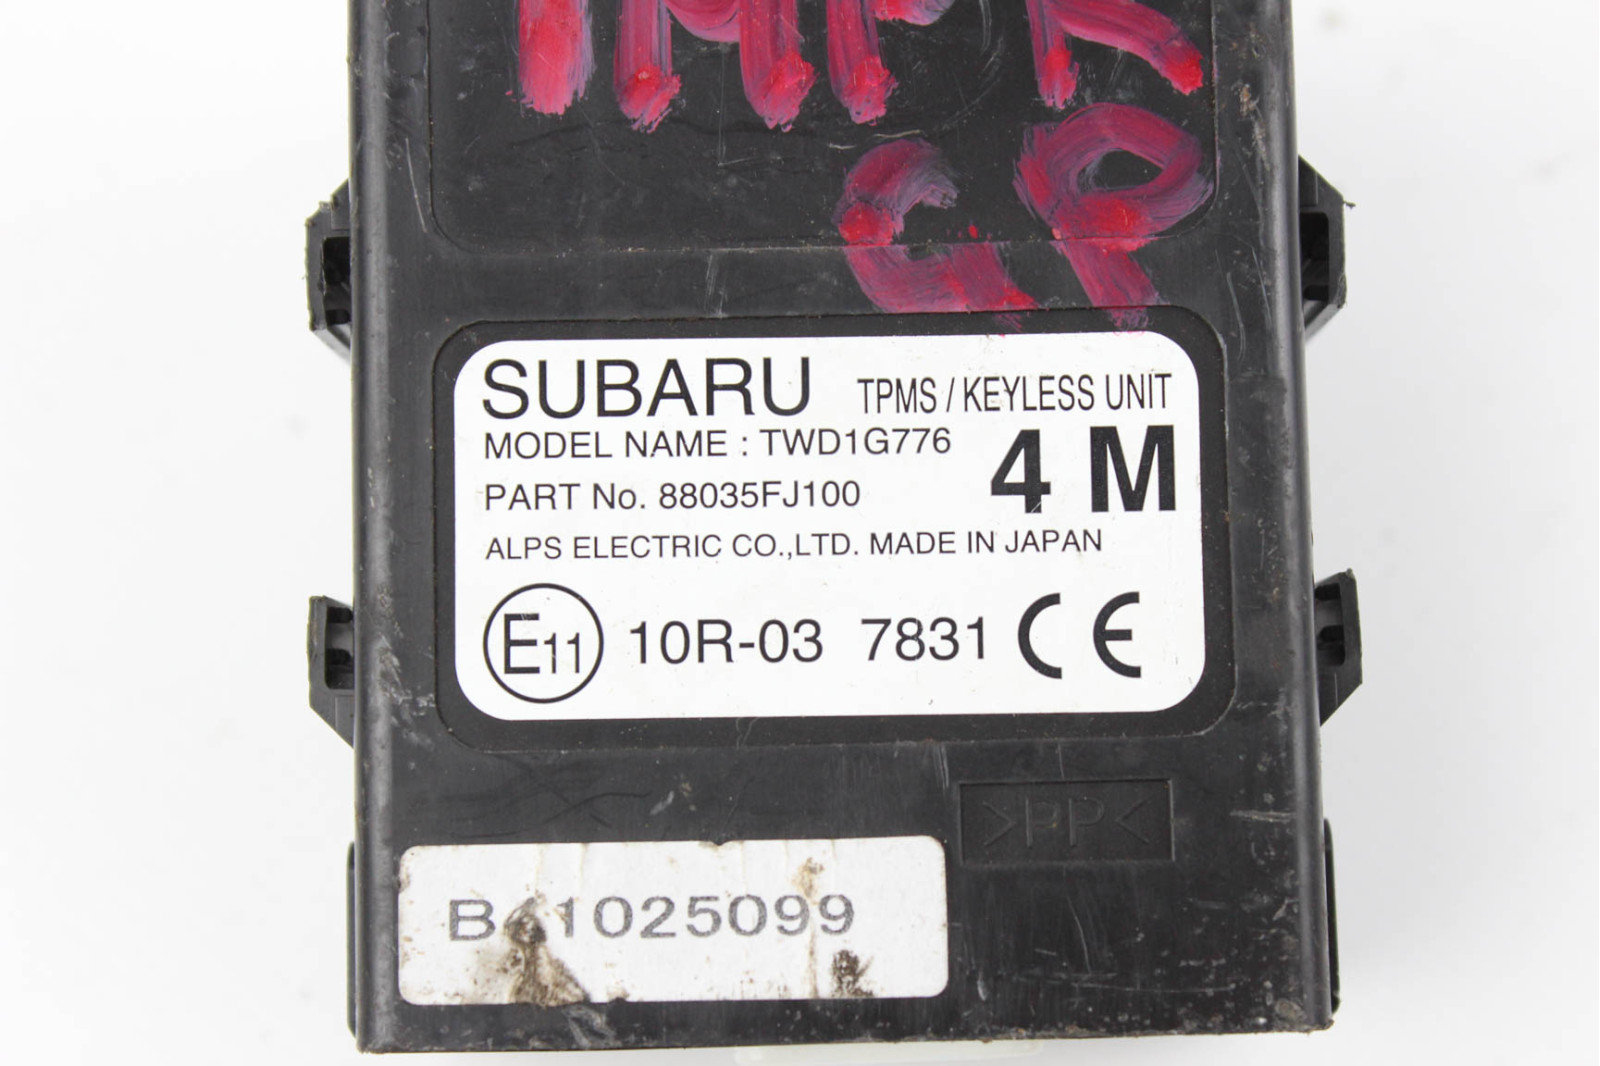 SUBARU TPMS / KEYLESS UNIT
MODEL NAME : TWD1G776
4 M
PART No. 88035FJ100
ALPS ELECTRIC CO.,LTD. MADE IN JAPAN
E11 10R-03 7831 CE
>PP<